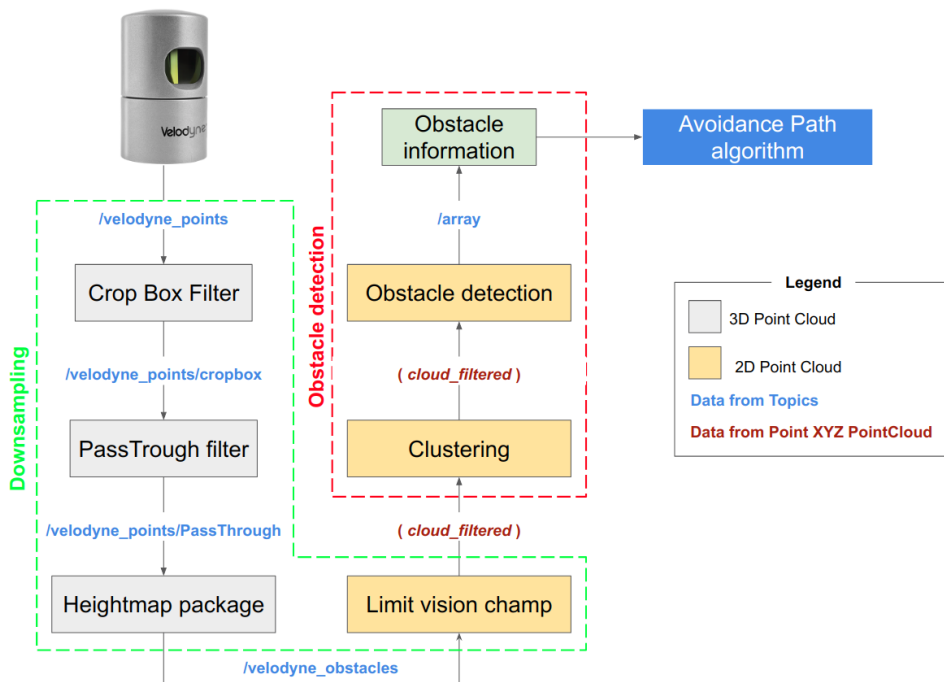 Velodyne
/velodyne_points
Crop Box Filter
/velodyne_points/cropbox
PassTrough filter
/velodyne_points/PassThrough
Heightmap package
Downsampling
/velodyne_obstacles
Limit vision champ
( cloud_filtered )
Clustering
( cloud_filtered )
Obstacle detection
/array
Obstacle
information
Obstacle detection
Avoidance Path
algorithm
Legend
3D Point Cloud
2D Point Cloud
Data from Topics
Data from Point XYZ PointCloud